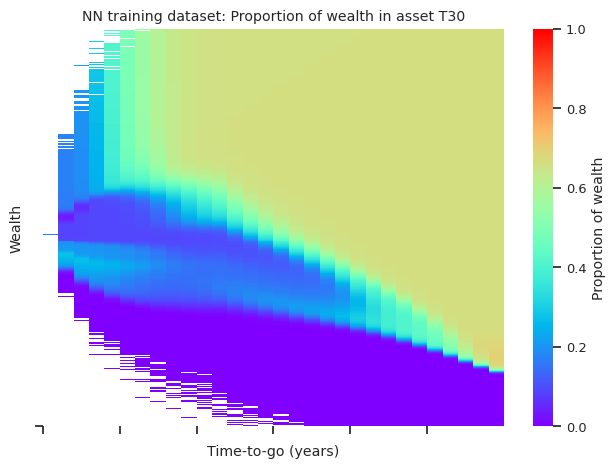 NN training dataset: Proportion of wealth in asset T30
Wealth
Time-to-go (years)
1.0
0.8
0.6
0.4
0.2
0.0
Proportion of wealth